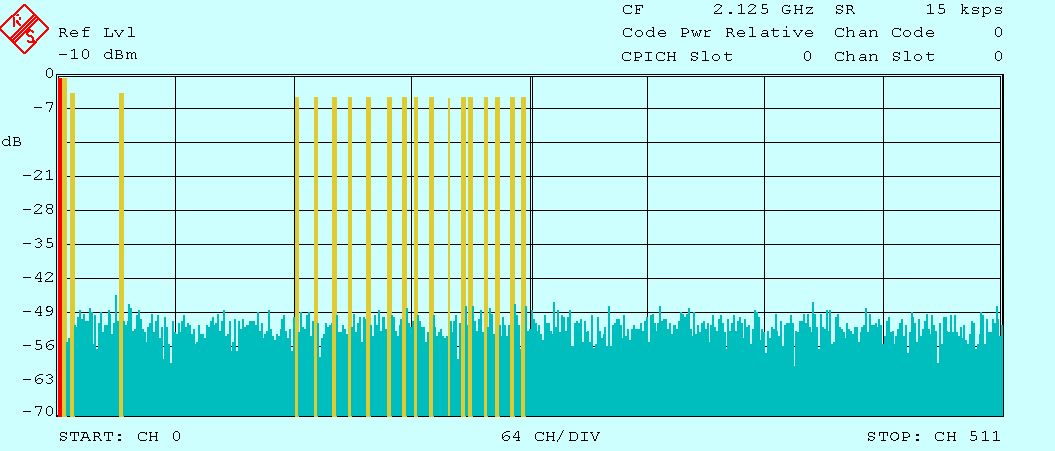 R
S
CF 2.125 GHz SR 15 ksps
Ref Lvl Code Pwr Relative Chan Code 0
-10 dBm CPICH Slot 0 Chan Slot 0
0
-7
dB
-21
-28
-35
-42
-49
-56
-63
-70
START: CH 0 64 CH/DIV STOP: CH 511